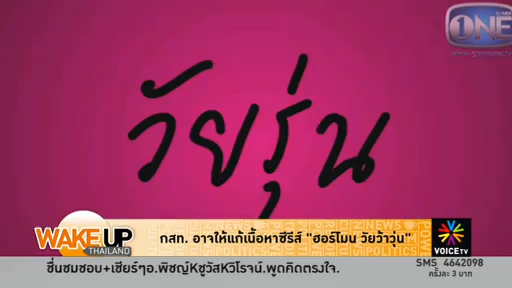 ONE
วัยรุ่น
WAKE UP
THAILAND
กสท. อาจให้แก้เนื้อหาซีรีส์ "ฮอร์โมน วัยว้าวุ่น"
VOICE TV
SMS 4642098
ครั้งละ 3 บาท
ชื่นชมชอบ+เชียร์ๆอ.พิชญ์KชูวัสKวิโรจน์.พูดคิดตรงใจ.